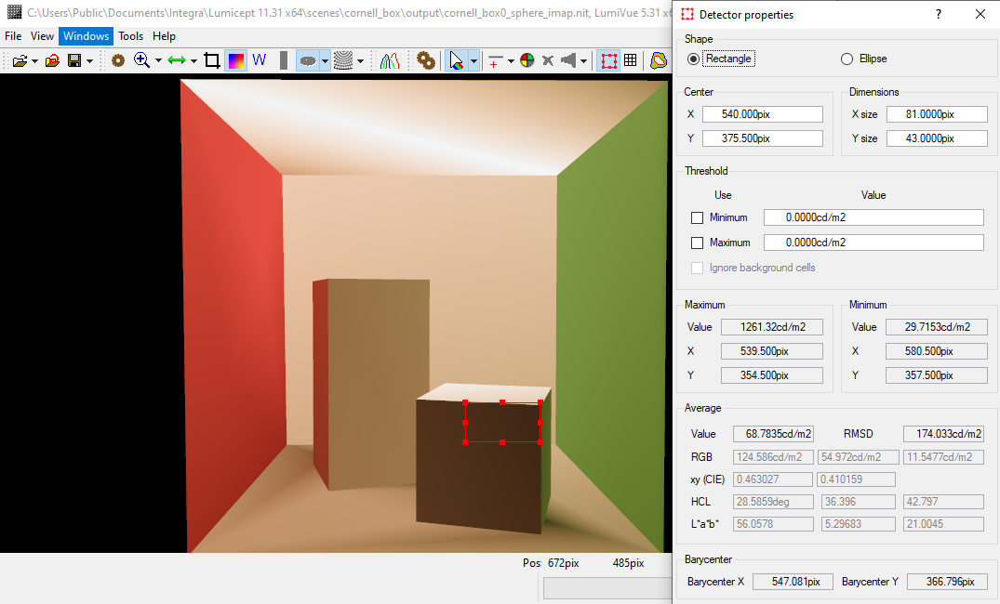 C:\Users\Public\Documents\Integra\Lumicept 11.31 x64\scenes\cornell_box\output\cornell_box0_sphere_imap.nit, LumiVue 5.31 x6
Detector properties
?
File View Windows Tools Help
W
Shape
Rectangle Ellipse
Center Dimensions
X 540.000pix X size 81.0000pix
Y 375.500pix Y size 43.0000pix
Threshold
Use Value
Minimum 0.0000cd/m2
Maximum 0.0000cd/m2
Ignore background cells
Maximum Minimum
Value 1261.32cd/m2 Value 29.7153cd/m2
X 539.500pix X 580.500pix
Y 354.500pix Y 357.500pix
Average
Value 68.7835cd/m2 RMSD 174.033cd/m2
RGB 124.586cd/m2 54.972cd/m2 11.5477cd/m2
xy (CIE) 0.463027 0.410159
HCL 28.5859deg 36.396 42.797
L*a*b* 56.0578 5.29683 21.0045
Barycenter
Barycenter X 547.081pix Barycenter Y 366.796pix
Pos: 672pix 485pix